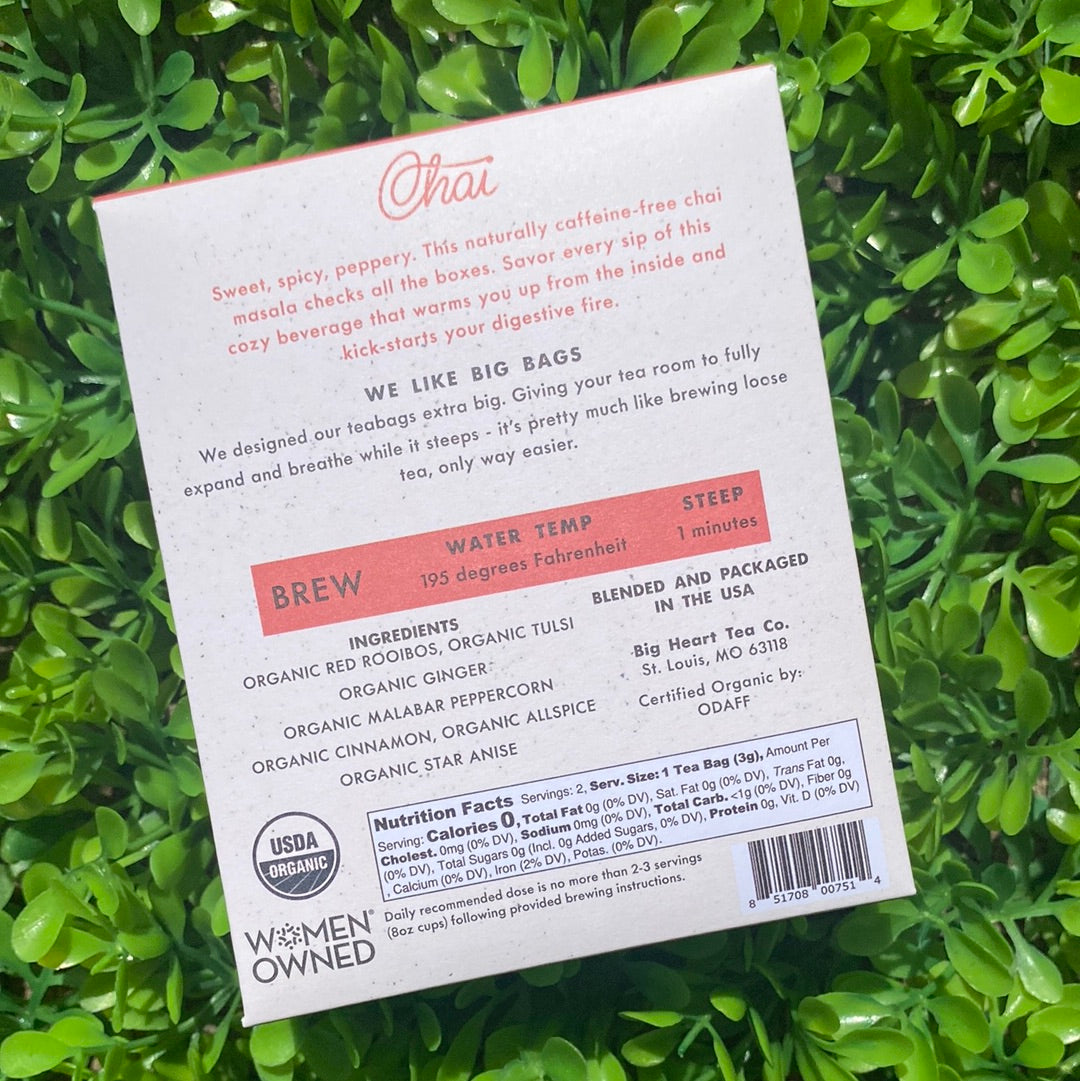 Chai
Sweet, spicy, peppery. This naturally caffeine-free chai
masala checks all the boxes. Savor every sip of this
cozy beverage that warms you up from the inside and
kick-starts your digestive fire.
WE LIKE BIG BAGS
We designed our teabags extra big. Giving your tea room to fully
expand and breathe while it steeps - it's pretty much like brewing loose
tea, only way easier.
BREW
WATER TEMP
195 degrees Fahrenheit
STEEP
1 minutes
INGREDIENTS
ORGANIC RED ROOIBOS, ORGANIC TULSI
ORGANIC GINGER
ORGANIC MALABAR PEPPERCORN
ORGANIC CINNAMON, ORGANIC ALLSPICE
ORGANIC STAR ANISE
BLENDED AND PACKAGED
IN THE USA
Big Heart Tea Co.
St. Louis, MO 63118
Certified Organic by:
ODAFF
Nutrition Facts Servings: 2, Serv. Size: 1 Tea Bag (3g), Amount Per
Serving: Calories 0, Total Fat 0g (0% DV), Sat. Fat 0g (0% DV), Trans Fat 0g,
Cholest. 0mg (0% DV), Sodium 0mg (0% DV), Total Carb. <1g (0% DV), Fiber 0g
(0% DV), Total Sugars 0g (Incl. 0g Added Sugars, 0% DV), Protein 0g, Vit. D (0% DV)
, Calcium (0% DV), Iron (2% DV), Potas. (0% DV).
USDA
ORGANIC
WOMEN®
OWNED
Daily recommended dose is no more than 2-3 servings
(8oz cups) following provided brewing instructions.
8 51708 00751 4